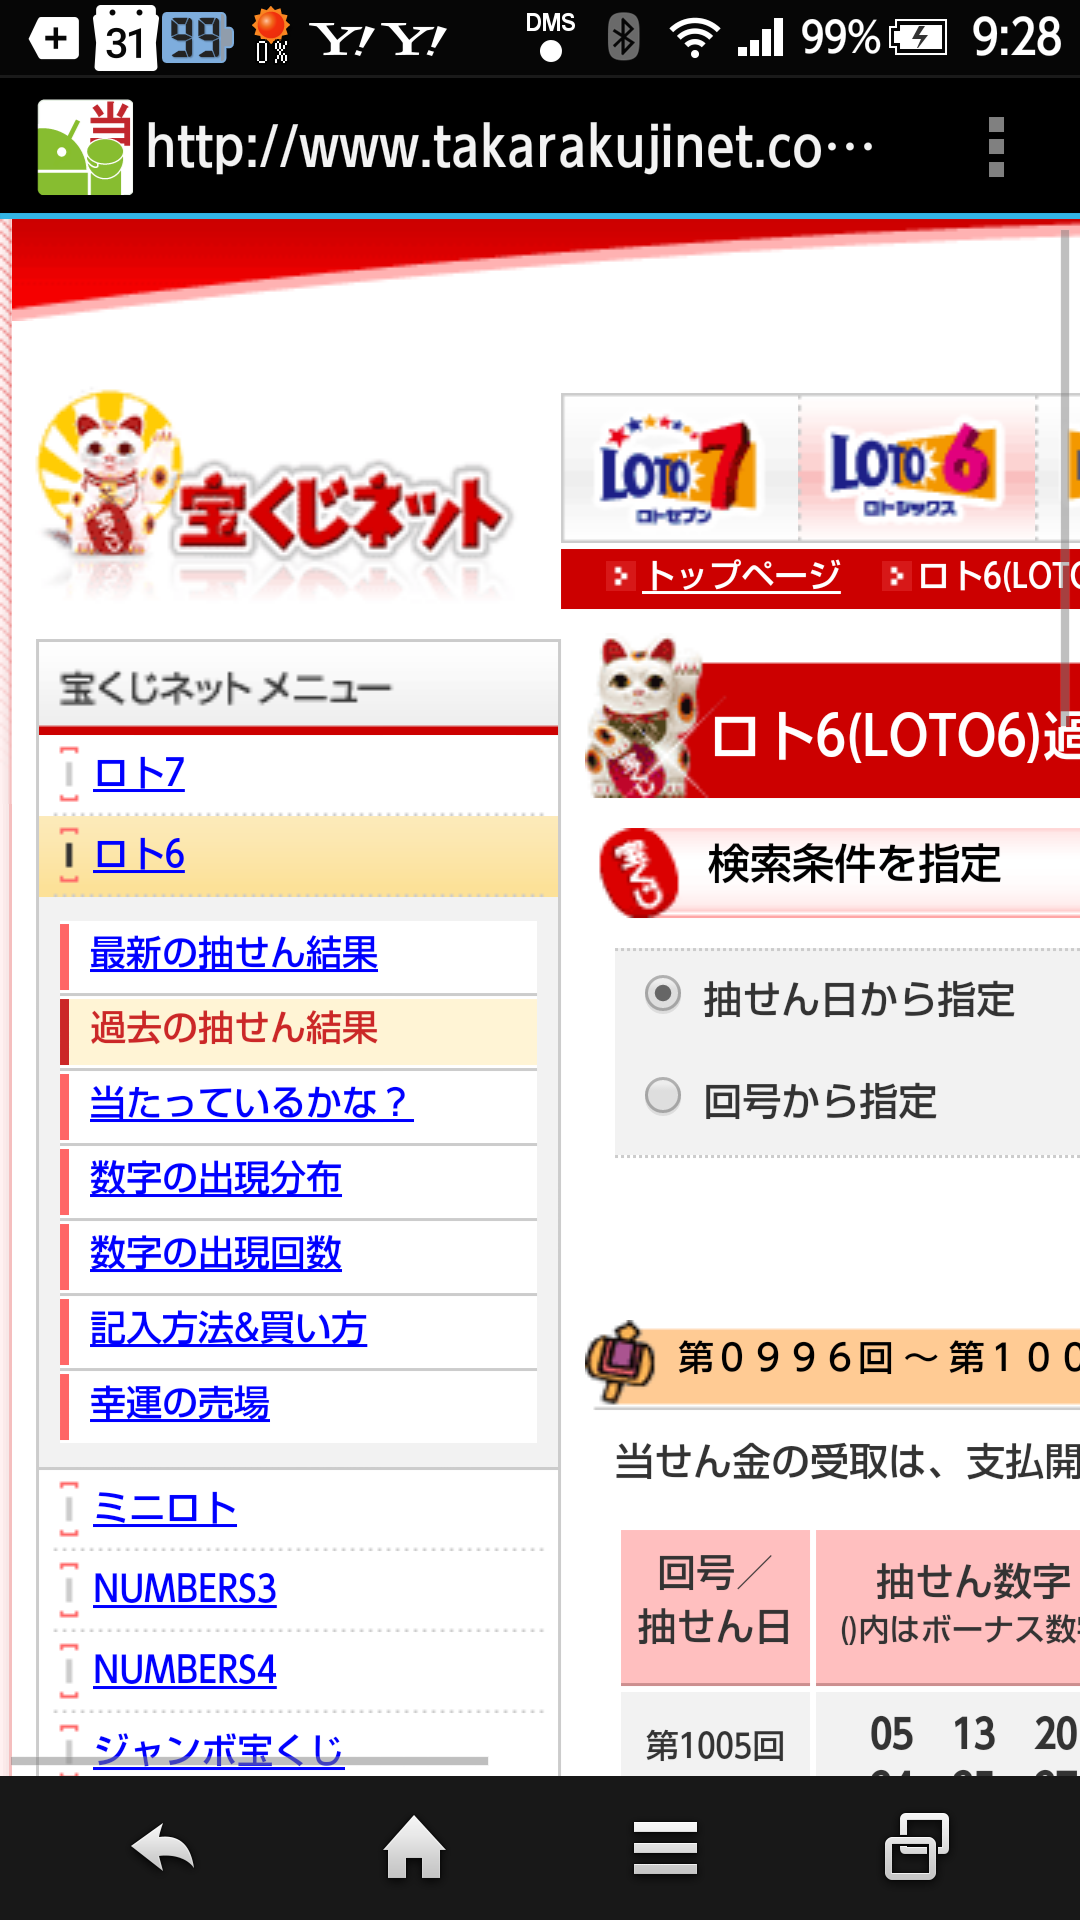 31
99
0%
Y! Y!
DMS
99%
9:28
当
http://www.takarakujinet.co…
宝くじネット
LOTO 7
ロトセブン
LOTO 6
ロトシックス
トップページ
ロト6(LOTO
宝くじネット メニュー
ロト6(LOTO6)過
ロト7
ロト6
宝くじ
検索条件を指定
最新の抽せん結果
抽せん日から指定
過去の抽せん結果
当たっているかな？
回号から指定
数字の出現分布
数字の出現回数
記入方法&買い方
第０９９６回～第１００
幸運の売場
当せん金の受取は、支払開
ミニロト
回号／
抽せん日
抽せん数字
()内はボーナス数字
NUMBERS3
NUMBERS4
第1005回
05 13 20
ジャンボ宝くじ